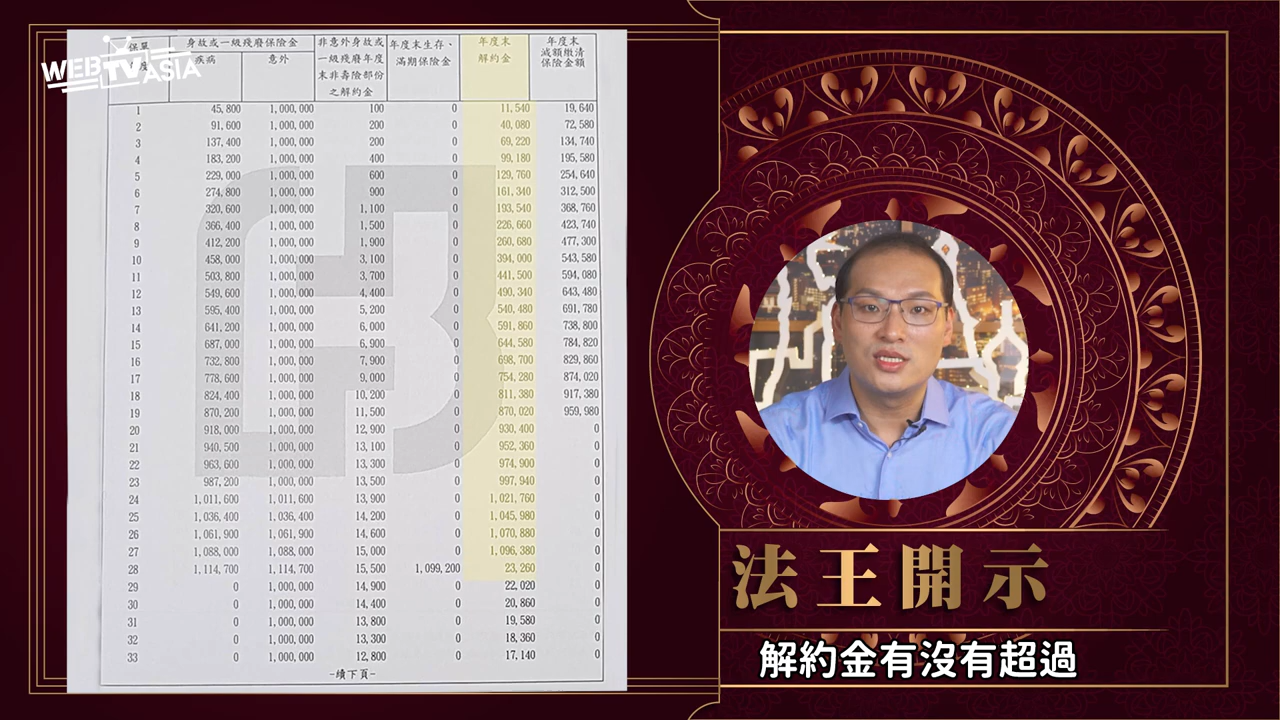 WEBTVASIA
保單
身故或一級殘廢保險金
非意外身故或一級殘廢年度末非壽險部份之解約金
年度末生存、滿期保險金
年度末解約金
年度末減額繳清保險金額
疾病 意外
1 45,800 1,000,000 100 0 11,540 19,640
2 91,600 1,000,000 200 0 40,080 72,580
3 137,400 1,000,000 200 0 69,220 134,740
4 183,200 1,000,000 400 0 99,180 195,580
5 229,000 1,000,000 600 0 129,760 254,640
6 274,800 1,000,000 900 0 161,340 312,500
7 320,600 1,000,000 1,100 0 193,540 368,760
8 366,400 1,000,000 1,500 0 226,660 423,740
9 412,200 1,000,000 1,900 0 260,680 477,300
10 458,000 1,000,000 3,100 0 394,000 543,580
11 503,800 1,000,000 3,700 0 441,500 594,080
12 549,600 1,000,000 4,400 0 490,340 643,480
13 595,400 1,000,000 5,200 0 540,480 691,780
14 641,200 1,000,000 6,000 0 591,860 738,800
15 687,000 1,000,000 6,900 0 644,580 784,820
16 732,800 1,000,000 7,900 0 698,700 829,860
17 778,600 1,000,000 9,000 0 754,280 874,020
18 824,400 1,000,000 10,200 0 811,380 917,380
19 870,200 1,000,000 11,500 0 870,020 959,980
20 918,000 1,000,000 12,900 0 930,400 0
21 940,500 1,000,000 13,100 0 952,360 0
22 963,600 1,000,000 13,300 0 974,900 0
23 987,200 1,000,000 13,500 0 997,940 0
24 1,011,600 1,011,600 13,900 0 1,021,760 0
25 1,036,400 1,036,400 14,200 0 1,045,980 0
26 1,061,900 1,061,900 14,600 0 1,070,880 0
27 1,088,000 1,088,000 15,000 0 1,096,380 0
28 1,114,700 1,114,700 15,500 1,099,200 23,260 0
29 0 1,000,000 14,900 0 22,020 0
30 0 1,000,000 14,400 0 20,860 0
31 0 1,000,000 13,800 0 19,580 0
32 0 1,000,000 13,300 0 18,360 0
33 0 1,000,000 12,800 0 17,140 0
-續下頁-
法王開示
解約金有沒有超過